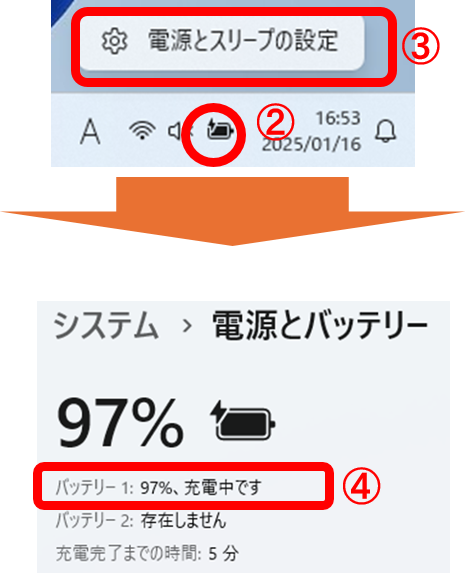 電源とスリープの設定 ③
② 16:53
A 2025/01/16
システム › 電源とバッテリー
97%
バッテリー 1: 97%、充電中です ④
バッテリー 2: 存在しません
充電完了までの時間: 5 分